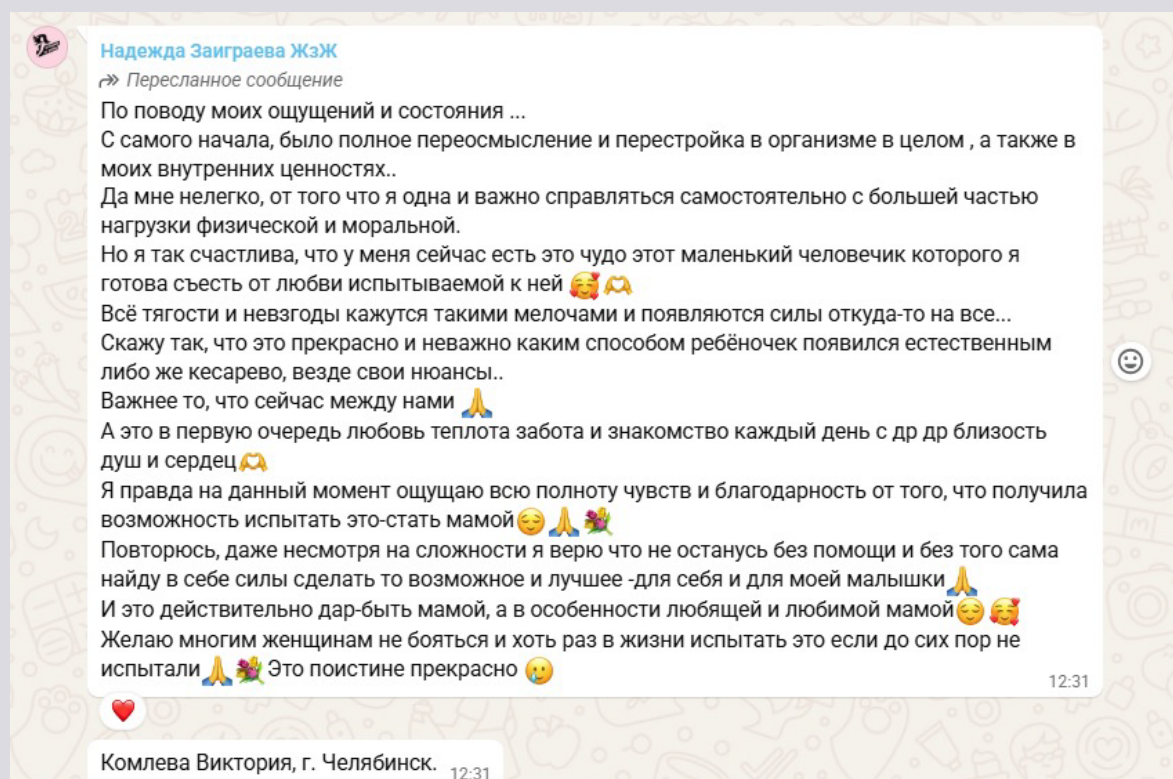 Надежда Заиграева ЖзЖ
Пересланное сообщение
По поводу моих ощущений и состояния ...
С самого начала, было полное переосмысление и перестройка в организме в целом , а также в
моих внутренних ценностях..
Да мне нелегко, от того что я одна и важно справляться самостоятельно с большей частью
нагрузки физической и моральной.
Но я так счастлива, что у меня сейчас есть это чудо этот маленький человечик которого я
готова съесть от любви испытываемой к ней 🥰🫶
Всё тягости и невзгоды кажутся такими мелочами и появляются силы откуда-то на все...
Скажу так, что это прекрасно и неважно каким способом ребёночек появился естественным
либо же кесарево, везде свои нюансы..
Важнее то, что сейчас между нами 🙏
А это в первую очередь любовь теплота забота и знакомство каждый день с др др близость
душ и сердец🫶
Я правда на данный момент ощущаю всю полноту чувств и благодарность от того, что получила
возможность испытать это-стать мамой😌🙏💐
Повторюсь, даже несмотря на сложности я верю что не останусь без помощи и без того сама
найду в себе силы сделать то возможное и лучшее -для себя и для моей малышки🙏
И это действительно дар-быть мамой, а в особенности любящей и любимой мамой😌🥰
Желаю многим женщинам не бояться и хоть раз в жизни испытать это если до сих пор не
испытали🙏💐Это поистине прекрасно 🥲
12:31
❤️
Комлева Виктория, г. Челябинск. 12:31